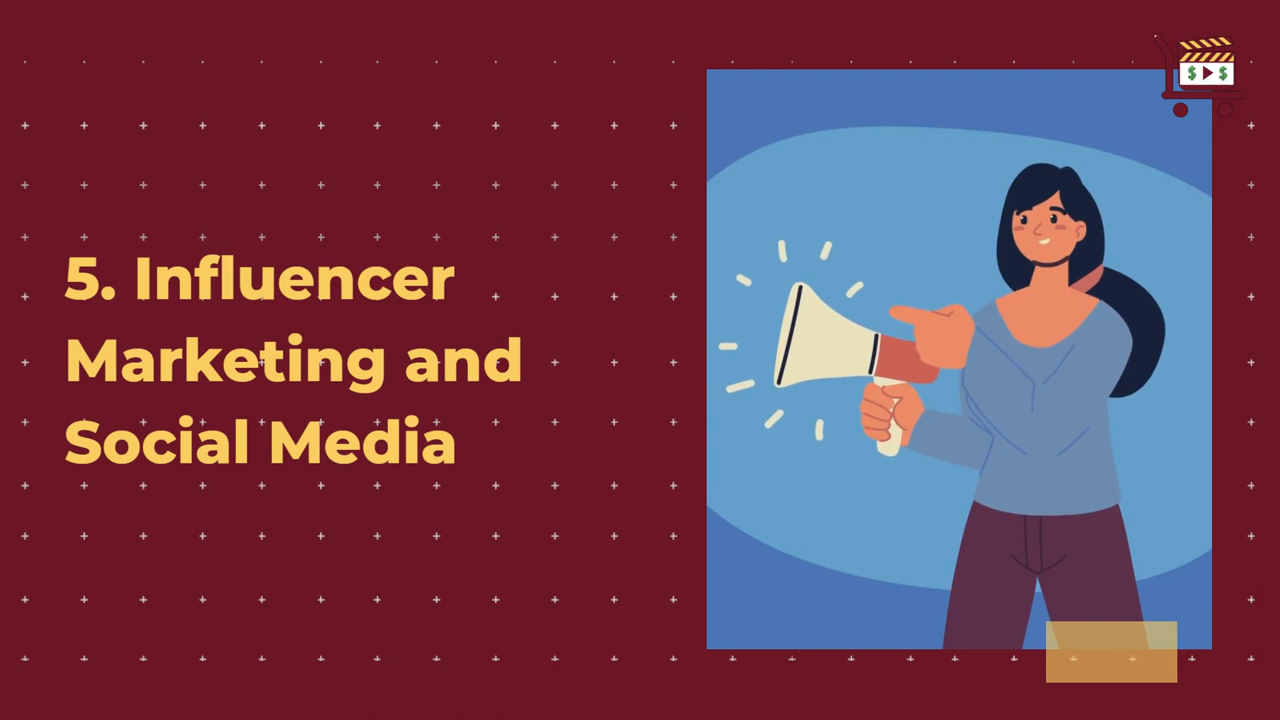 5. Influencer
Marketing and
Social Media
$ $